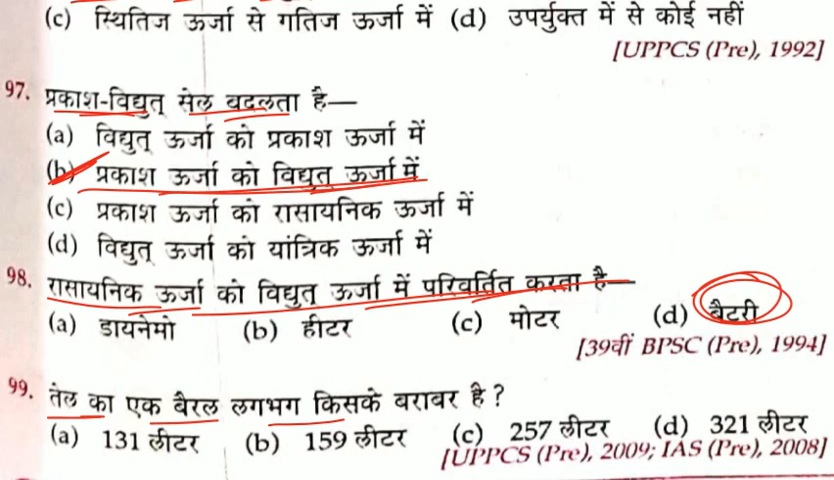 (c) स्थितिज ऊर्जा से गतिज ऊर्जा में (d) उपर्युक्त में से कोई नहीं
[UPPCS (Pre), 1992]
97. प्रकाश-विद्युत् सेल बदलता है—
(a) विद्युत् ऊर्जा को प्रकाश ऊर्जा में
(b) प्रकाश ऊर्जा को विद्युत् ऊर्जा में
(c) प्रकाश ऊर्जा को रासायनिक ऊर्जा में
(d) विद्युत् ऊर्जा को यांत्रिक ऊर्जा में
98. रासायनिक ऊर्जा को विद्युत् ऊर्जा में परिवर्तित करता है—
(a) डायनेमो (b) हीटर (c) मोटर (d) बैटरी
[39वीं BPSC (Pre), 1994]
99. तेल का एक बैरल लगभग किसके बराबर है ?
(a) 131 लीटर (b) 159 लीटर (c) 257 लीटर (d) 321 लीटर
[UPPCS (Pre), 2009; IAS (Pre), 2008]